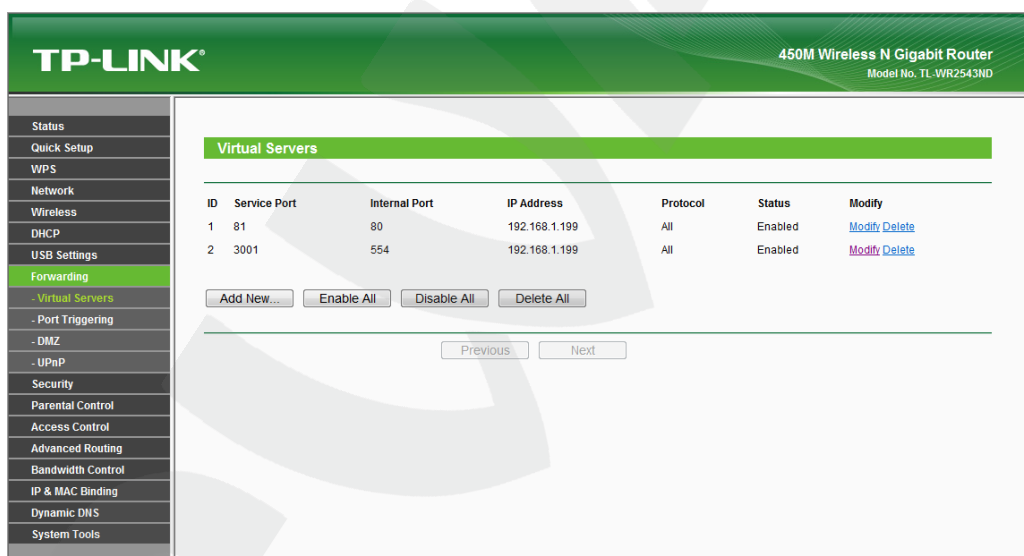 TP-LINK®
450M Wireless N Gigabit Router
Model No. TL-WR2543ND
Status
Quick Setup
WPS
Network
Wireless
DHCP
USB Settings
Forwarding
- Virtual Servers
- Port Triggering
- DMZ
- UPnP
Security
Parental Control
Access Control
Advanced Routing
Bandwidth Control
IP & MAC Binding
Dynamic DNS
System Tools
Virtual Servers
ID Service Port Internal Port IP Address Protocol Status Modify
1 81 80 192.168.1.199 All Enabled Modify Delete
2 3001 554 192.168.1.199 All Enabled Modify Delete
Add New... Enable All Disable All Delete All
Previous Next